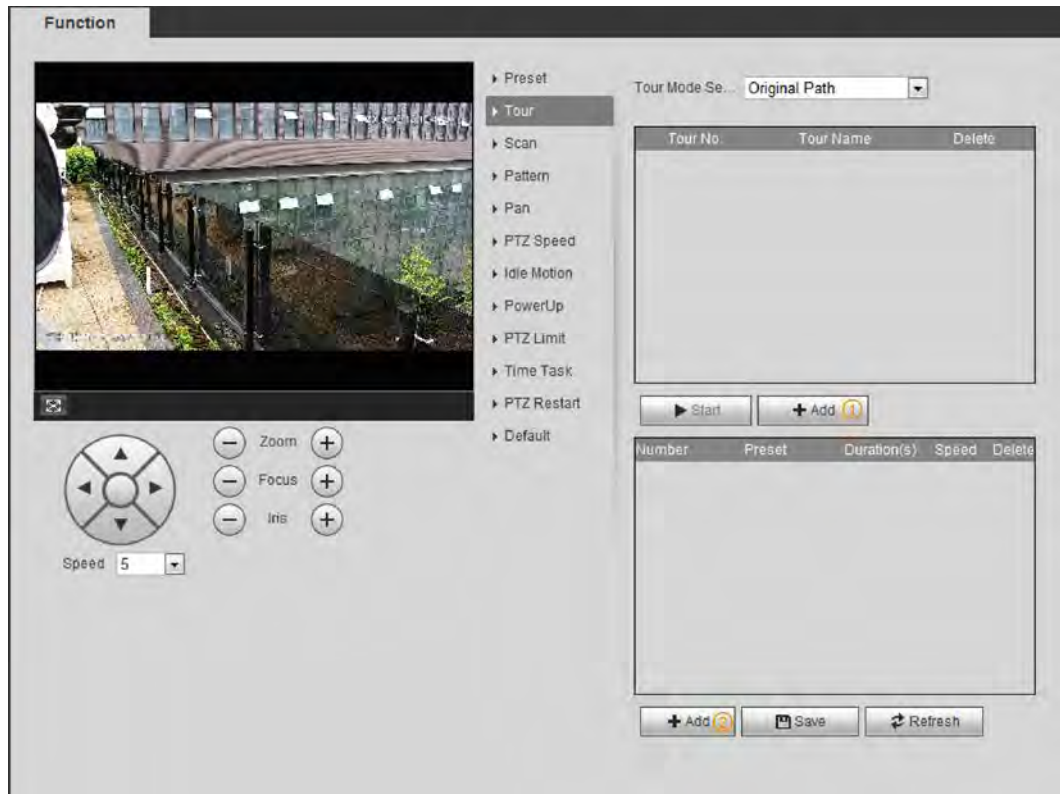 Function
Preset
Tour
Scan
Pattern
Pan
PTZ Speed
Idle Motion
PowerUp
PTZ Limit
Time Task
PTZ Restart
Default
Zoom
Focus
Iris
Speed 5
Tour Mode Se... Original Path
Tour No. Tour Name Delete
Start Add 1
Number Preset Duration(s) Speed Delete
Add 2 Save Refresh